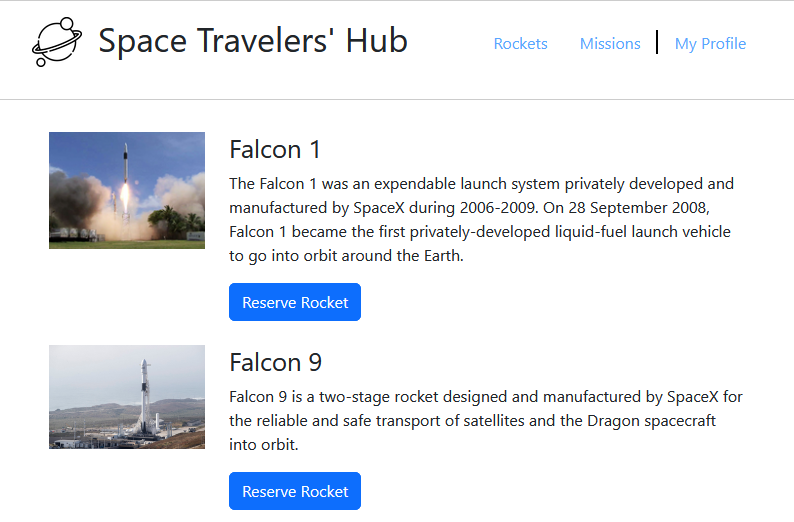 Space Travelers' Hub
Rockets
Missions
My Profile
Falcon 1
The Falcon 1 was an expendable launch system privately developed and
manufactured by SpaceX during 2006-2009. On 28 September 2008,
Falcon 1 became the first privately-developed liquid-fuel launch vehicle
to go into orbit around the Earth.
Reserve Rocket
Falcon 9
Falcon 9 is a two-stage rocket designed and manufactured by SpaceX for
the reliable and safe transport of satellites and the Dragon spacecraft
into orbit.
Reserve Rocket